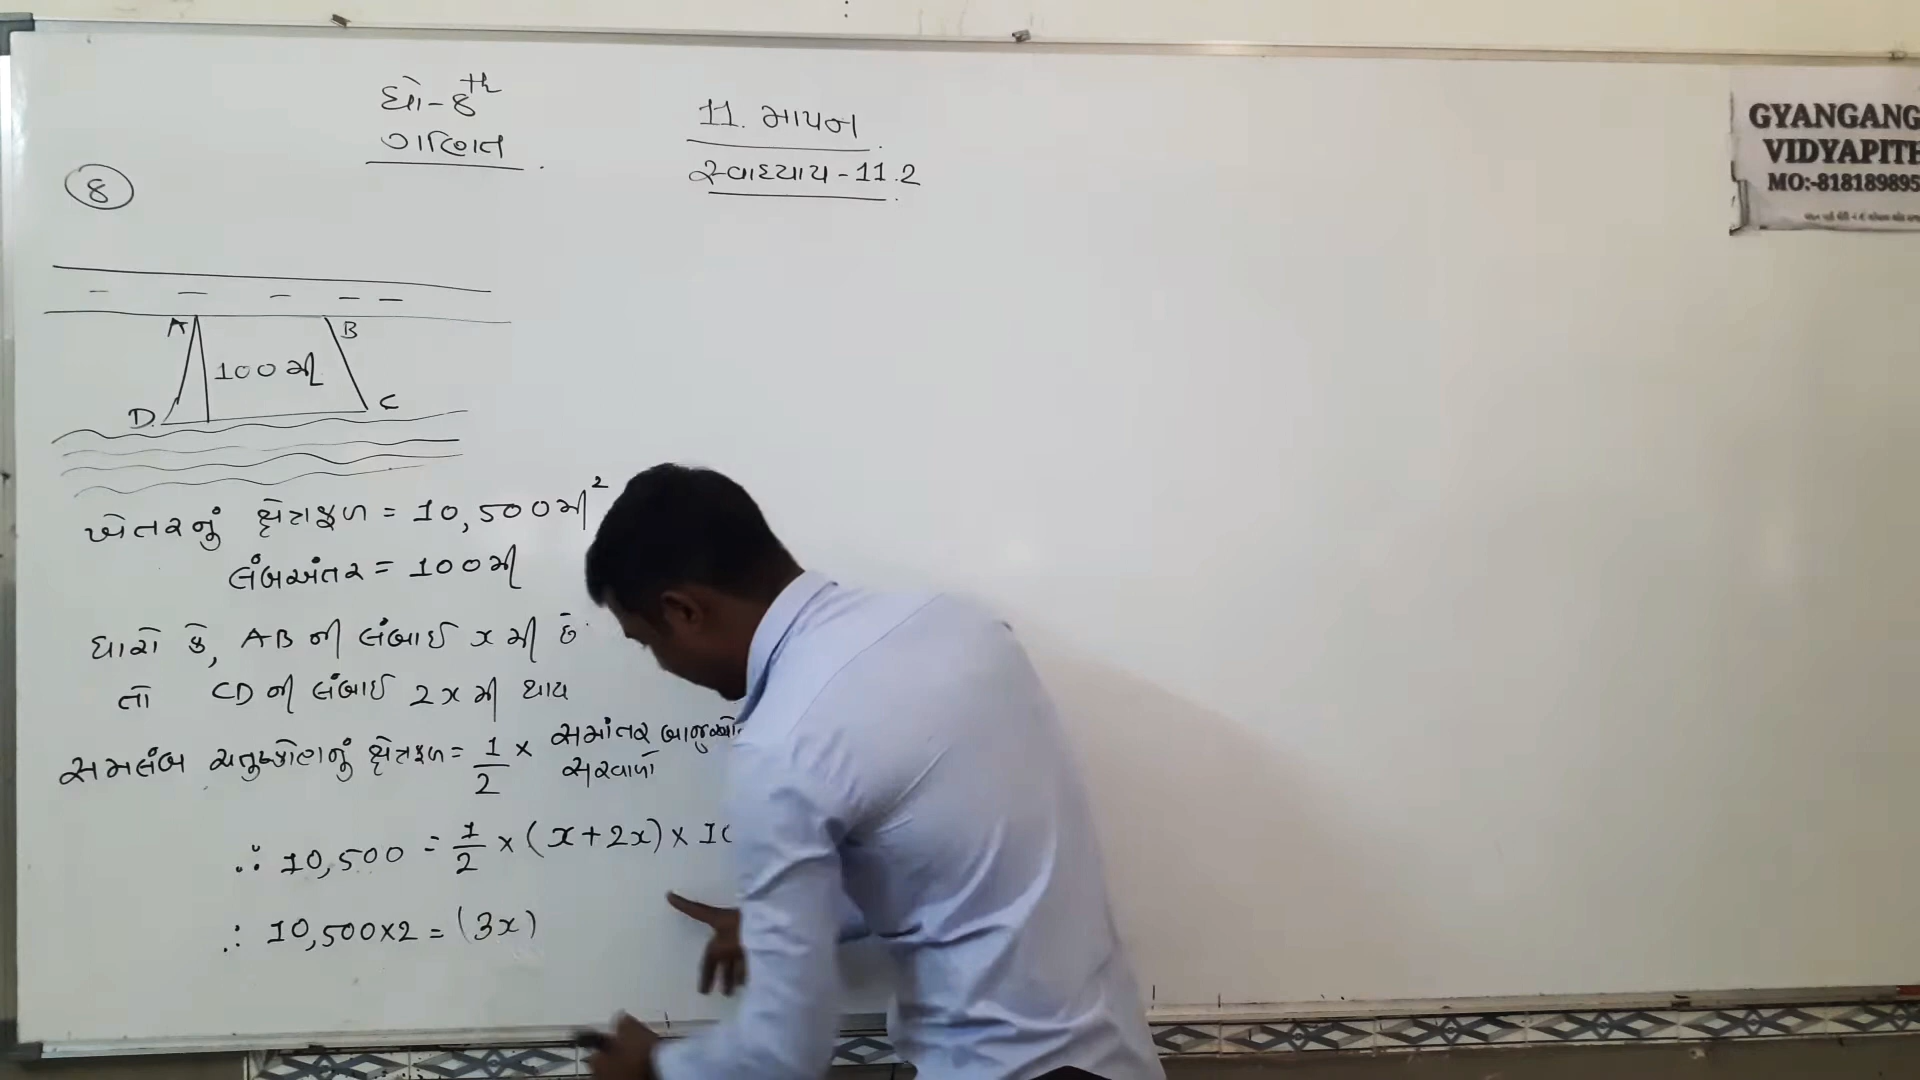 ધો-8th
ગણિત
11. માપન
સ્વાધ્યાય-11.2
8
A
B
100 મી
D
C
ખેતરનું ક્ષેત્રફળ = 10,500 મી²
લંબઅંતર = 100 મી
ધારો કે, AB ની લંબાઈ x મી છે.
તો CD ની લંબાઈ 2x મી થાય
સમલંબ ચતુષ્કોણનું ક્ષેત્રફળ = 1/2 × સમાંતર
સરવાળો
∴ 10,500 = 1/2 × (x+2x) ×
∴ 10,500×2 = (3x)
GYANGANG
VIDYAPITH
MO:-818189895